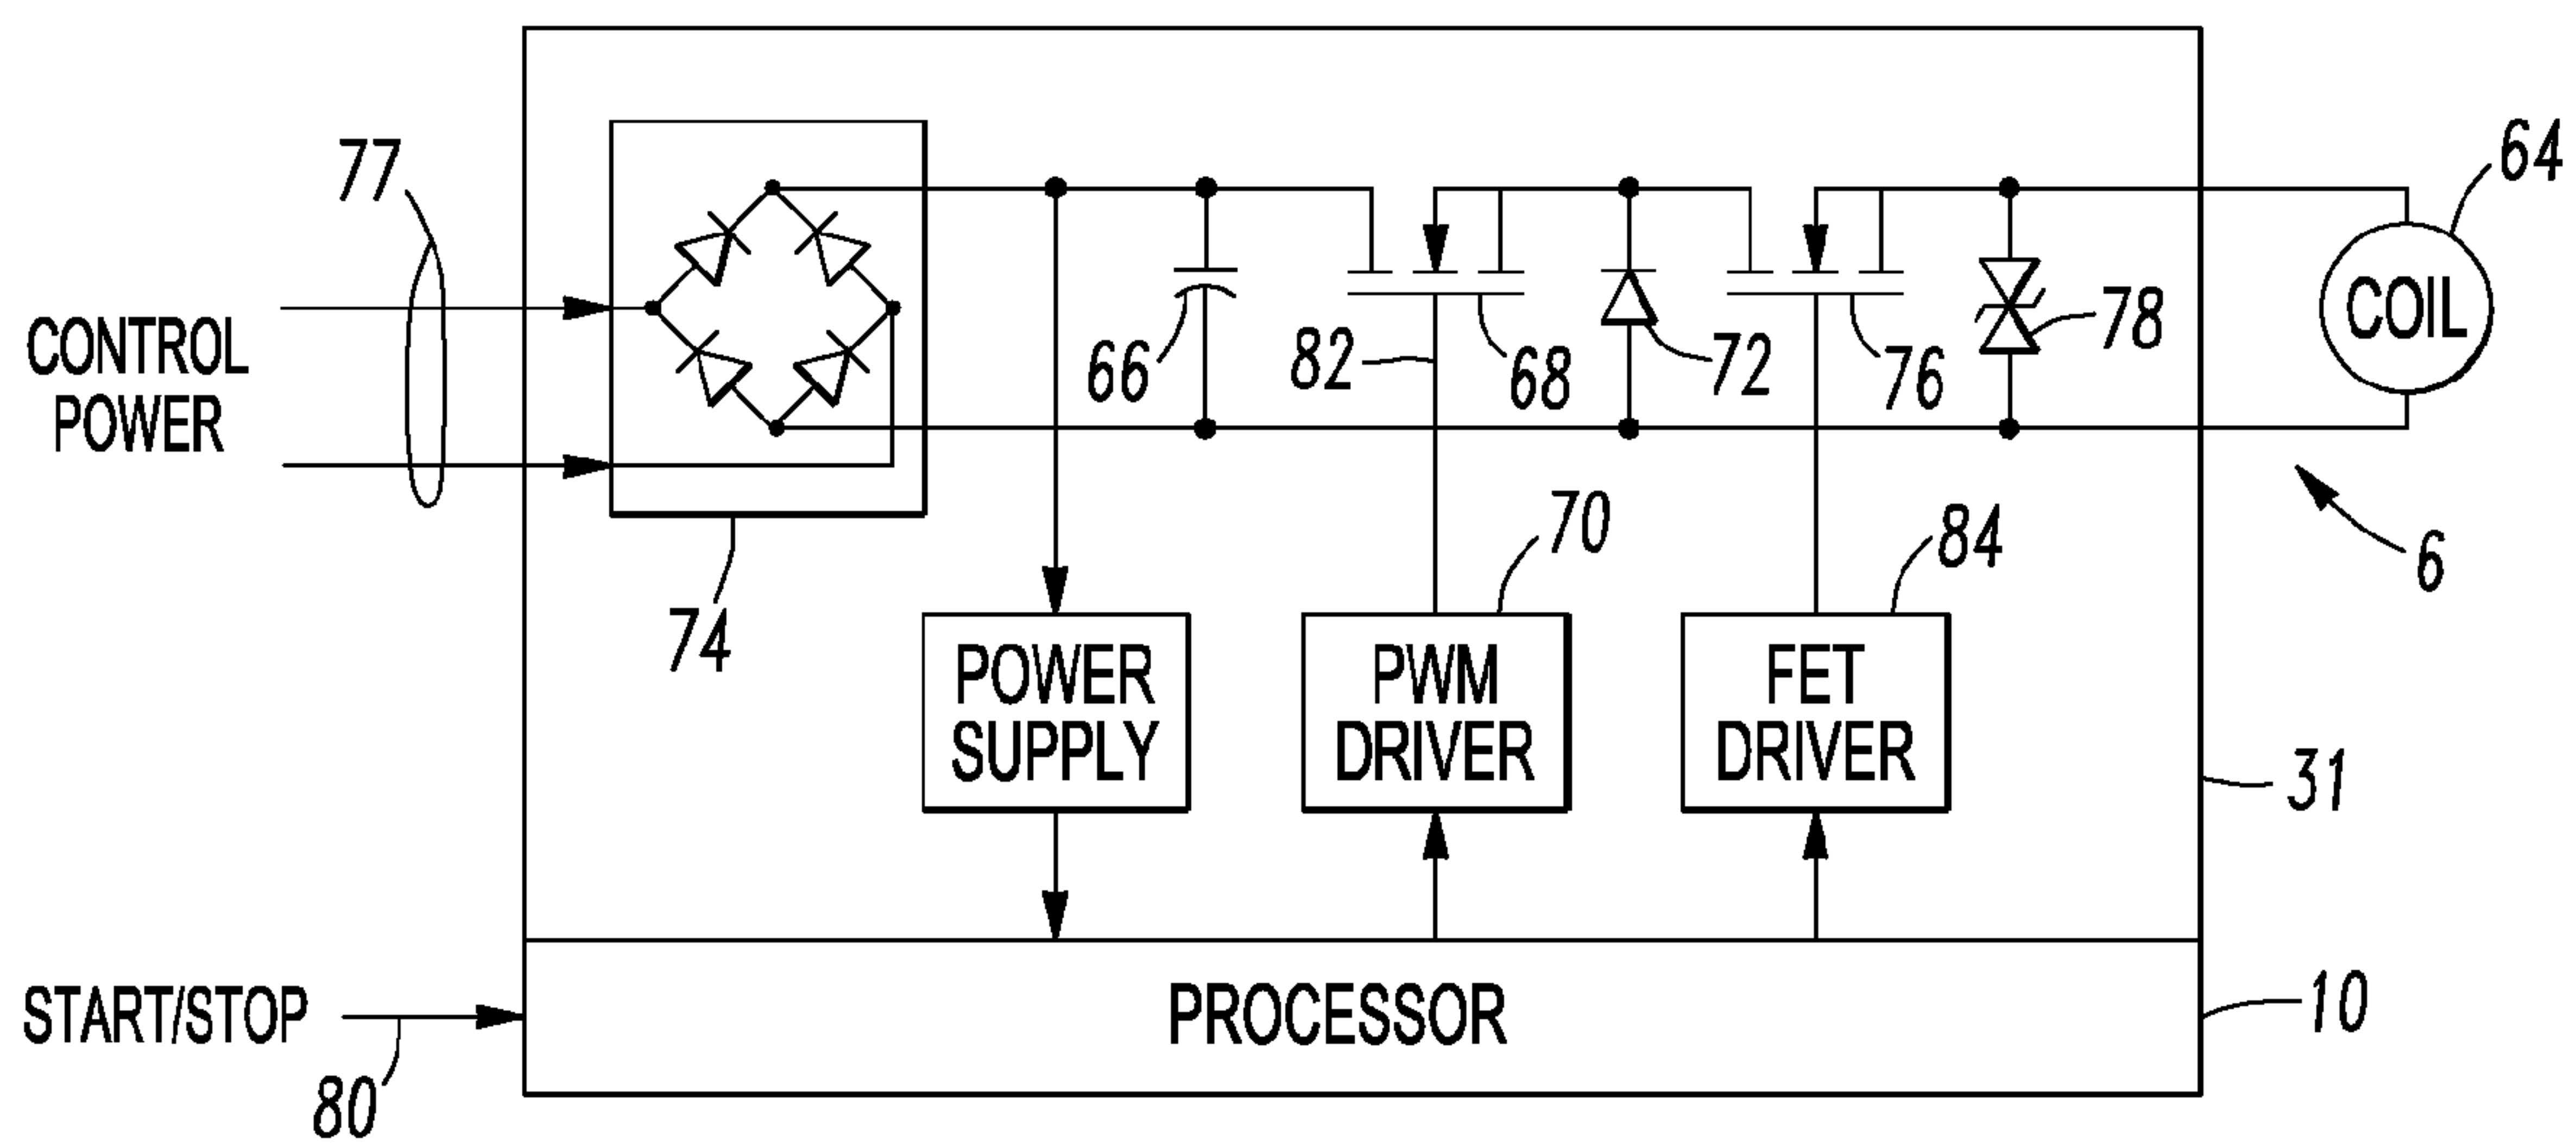 77
64
CONTROL
POWER
66
82
68
72
76
78
COIL
74
70
84
6
POWER
SUPPLY
PWM
DRIVER
FET
DRIVER
31
START/STOP
PROCESSOR
10
80